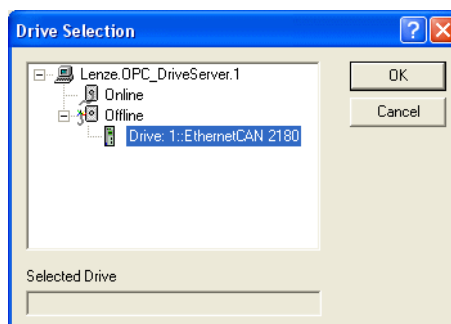 Drive Selection
Lenze.OPC_DriveServer.1
OK
Online
Offline
Cancel
Drive: 1::EthernetCAN 2180
Selected Drive